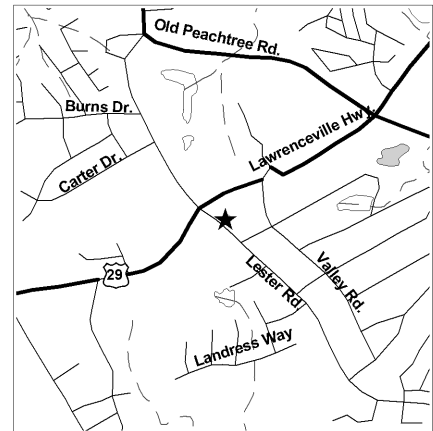 Old Peachtree Rd.
Burns Dr.
Lawrenceville Hwy.
Carter Dr.
29
Lester Rd
Valley Rd.
Landress Way